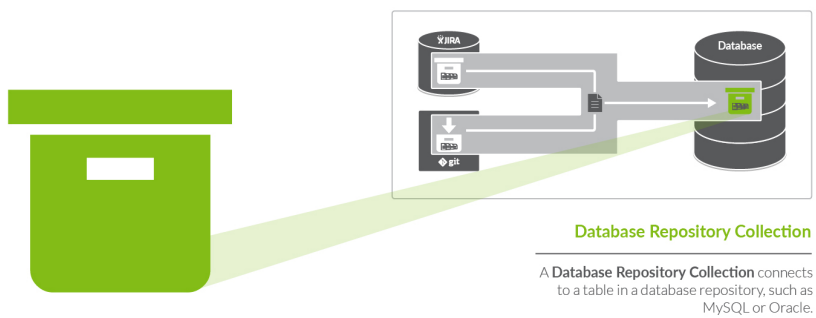 JIRA
Database
git
Database Repository Collection
A Database Repository Collection connects
to a table in a database repository, such as
MySQL or Oracle.